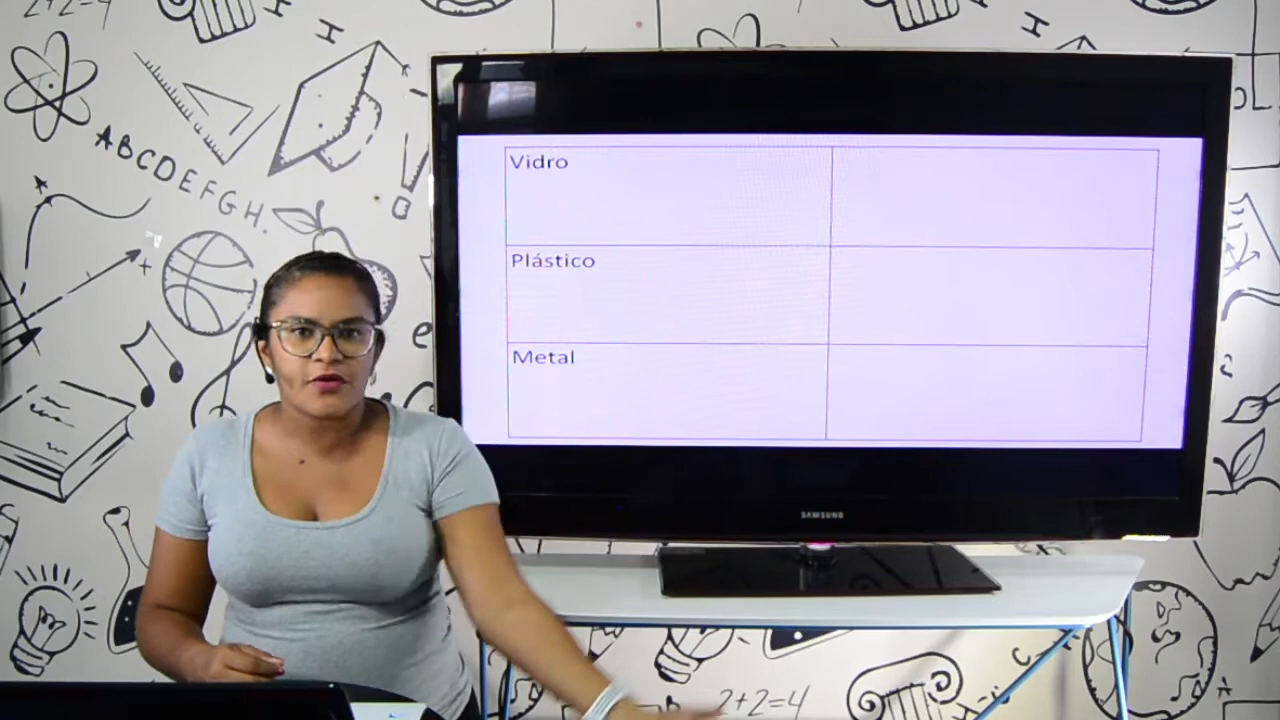 2+2=4
ABCDEFGH.
Vidro
Plástico
Metal
SAMSUNG
2+2=4